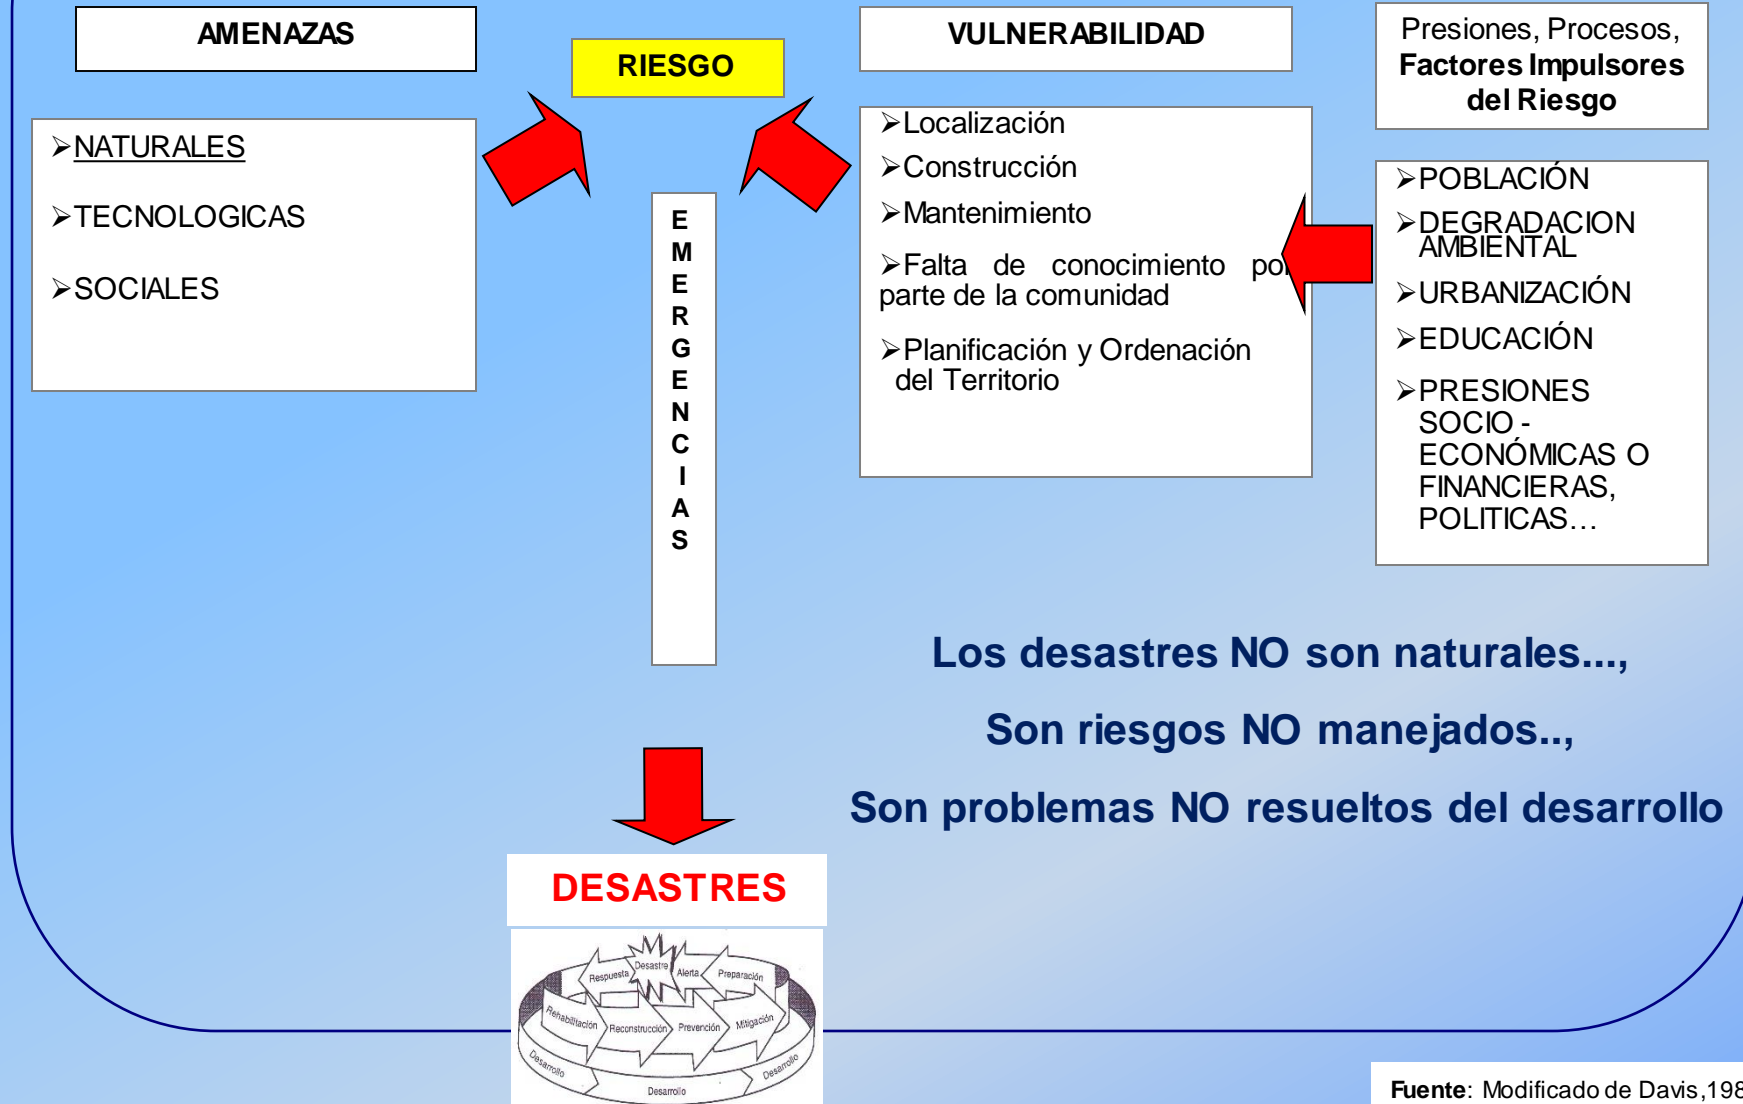 AMENAZAS
➢NATURALES
➢TECNOLOGICAS
➢SOCIALES
RIESGO
E
M
E
R
G
E
N
C
I
A
S
VULNERABILIDAD
➢Localización
➢Construcción
➢Mantenimiento
➢Falta de conocimiento por
parte de la comunidad
➢Planificación y Ordenación
del Territorio
Presiones, Procesos,
Factores Impulsores
del Riesgo
➢POBLACIÓN
➢DEGRADACION
AMBIENTAL
➢URBANIZACIÓN
➢EDUCACIÓN
➢PRESIONES
SOCIO -
ECONÓMICAS O
FINANCIERAS,
POLITICAS…
Los desastres NO son naturales...,
Son riesgos NO manejados..,
Son problemas NO resueltos del desarrollo
DESASTRES
Respuesta
Desastre
Alerta
Preparación
Rehabilitación
Reconstrucción
Prevención
Mitigación
Desarrollo
Desarrollo
Desarrollo
Fuente: Modificado de Davis,198